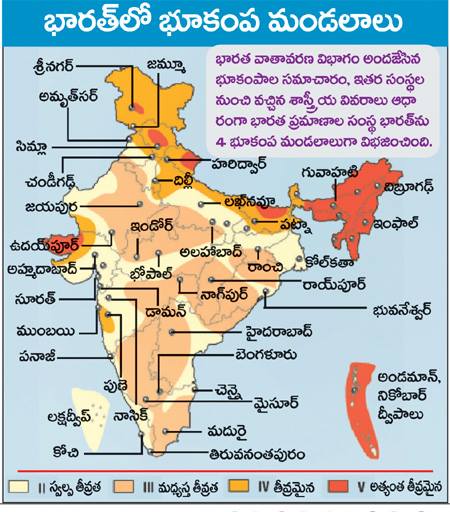 భారత్‌లో భూకంప మండలాలు
భారత వాతావరణ విభాగం అందజేసిన
భూకంపాల సమాచారం, ఇతర సంస్థల
నుంచి వచ్చిన శాస్త్రీయ వివరాలు ఆధా
రంగా భారత ప్రమాణాల సంస్థ భారత్‌ను
4 భూకంప మండలాలుగా విభజించింది.
శ్రీనగర్
జమ్మూ
అమృత్‌సర్
సిమ్లా
హరిద్వార్
చండీగఢ్
ఢిల్లీ
గువాహటి
దిబ్రూగఢ్
జయపుర
లఖ్‌నవూ
ఇండోర్
పట్నా
ఇంఫాల్
ఉదయ్‌పూర్
అలహాబాద్
అహ్మదాబాద్
భోపాల్
రాంచి
కోల్‌కతా
సూరత్
డామన్
నాగ్‌పుర్
రాయ్‌పూర్
భువనేశ్వర్
ముంబయి
హైదరాబాద్
పనాజీ
బెంగళూరు
పుణె
చెన్నై
అండమాన్,
నికోబార్
ద్వీపాలు
లక్షద్వీప్
నాసిక్
మైసూర్
కోచి
మదురై
తిరువనంతపురం
II స్వల్ప తీవ్రత
III మధ్యస్త తీవ్రత
IV తీవ్రమైన
V అత్యంత తీవ్రమైన